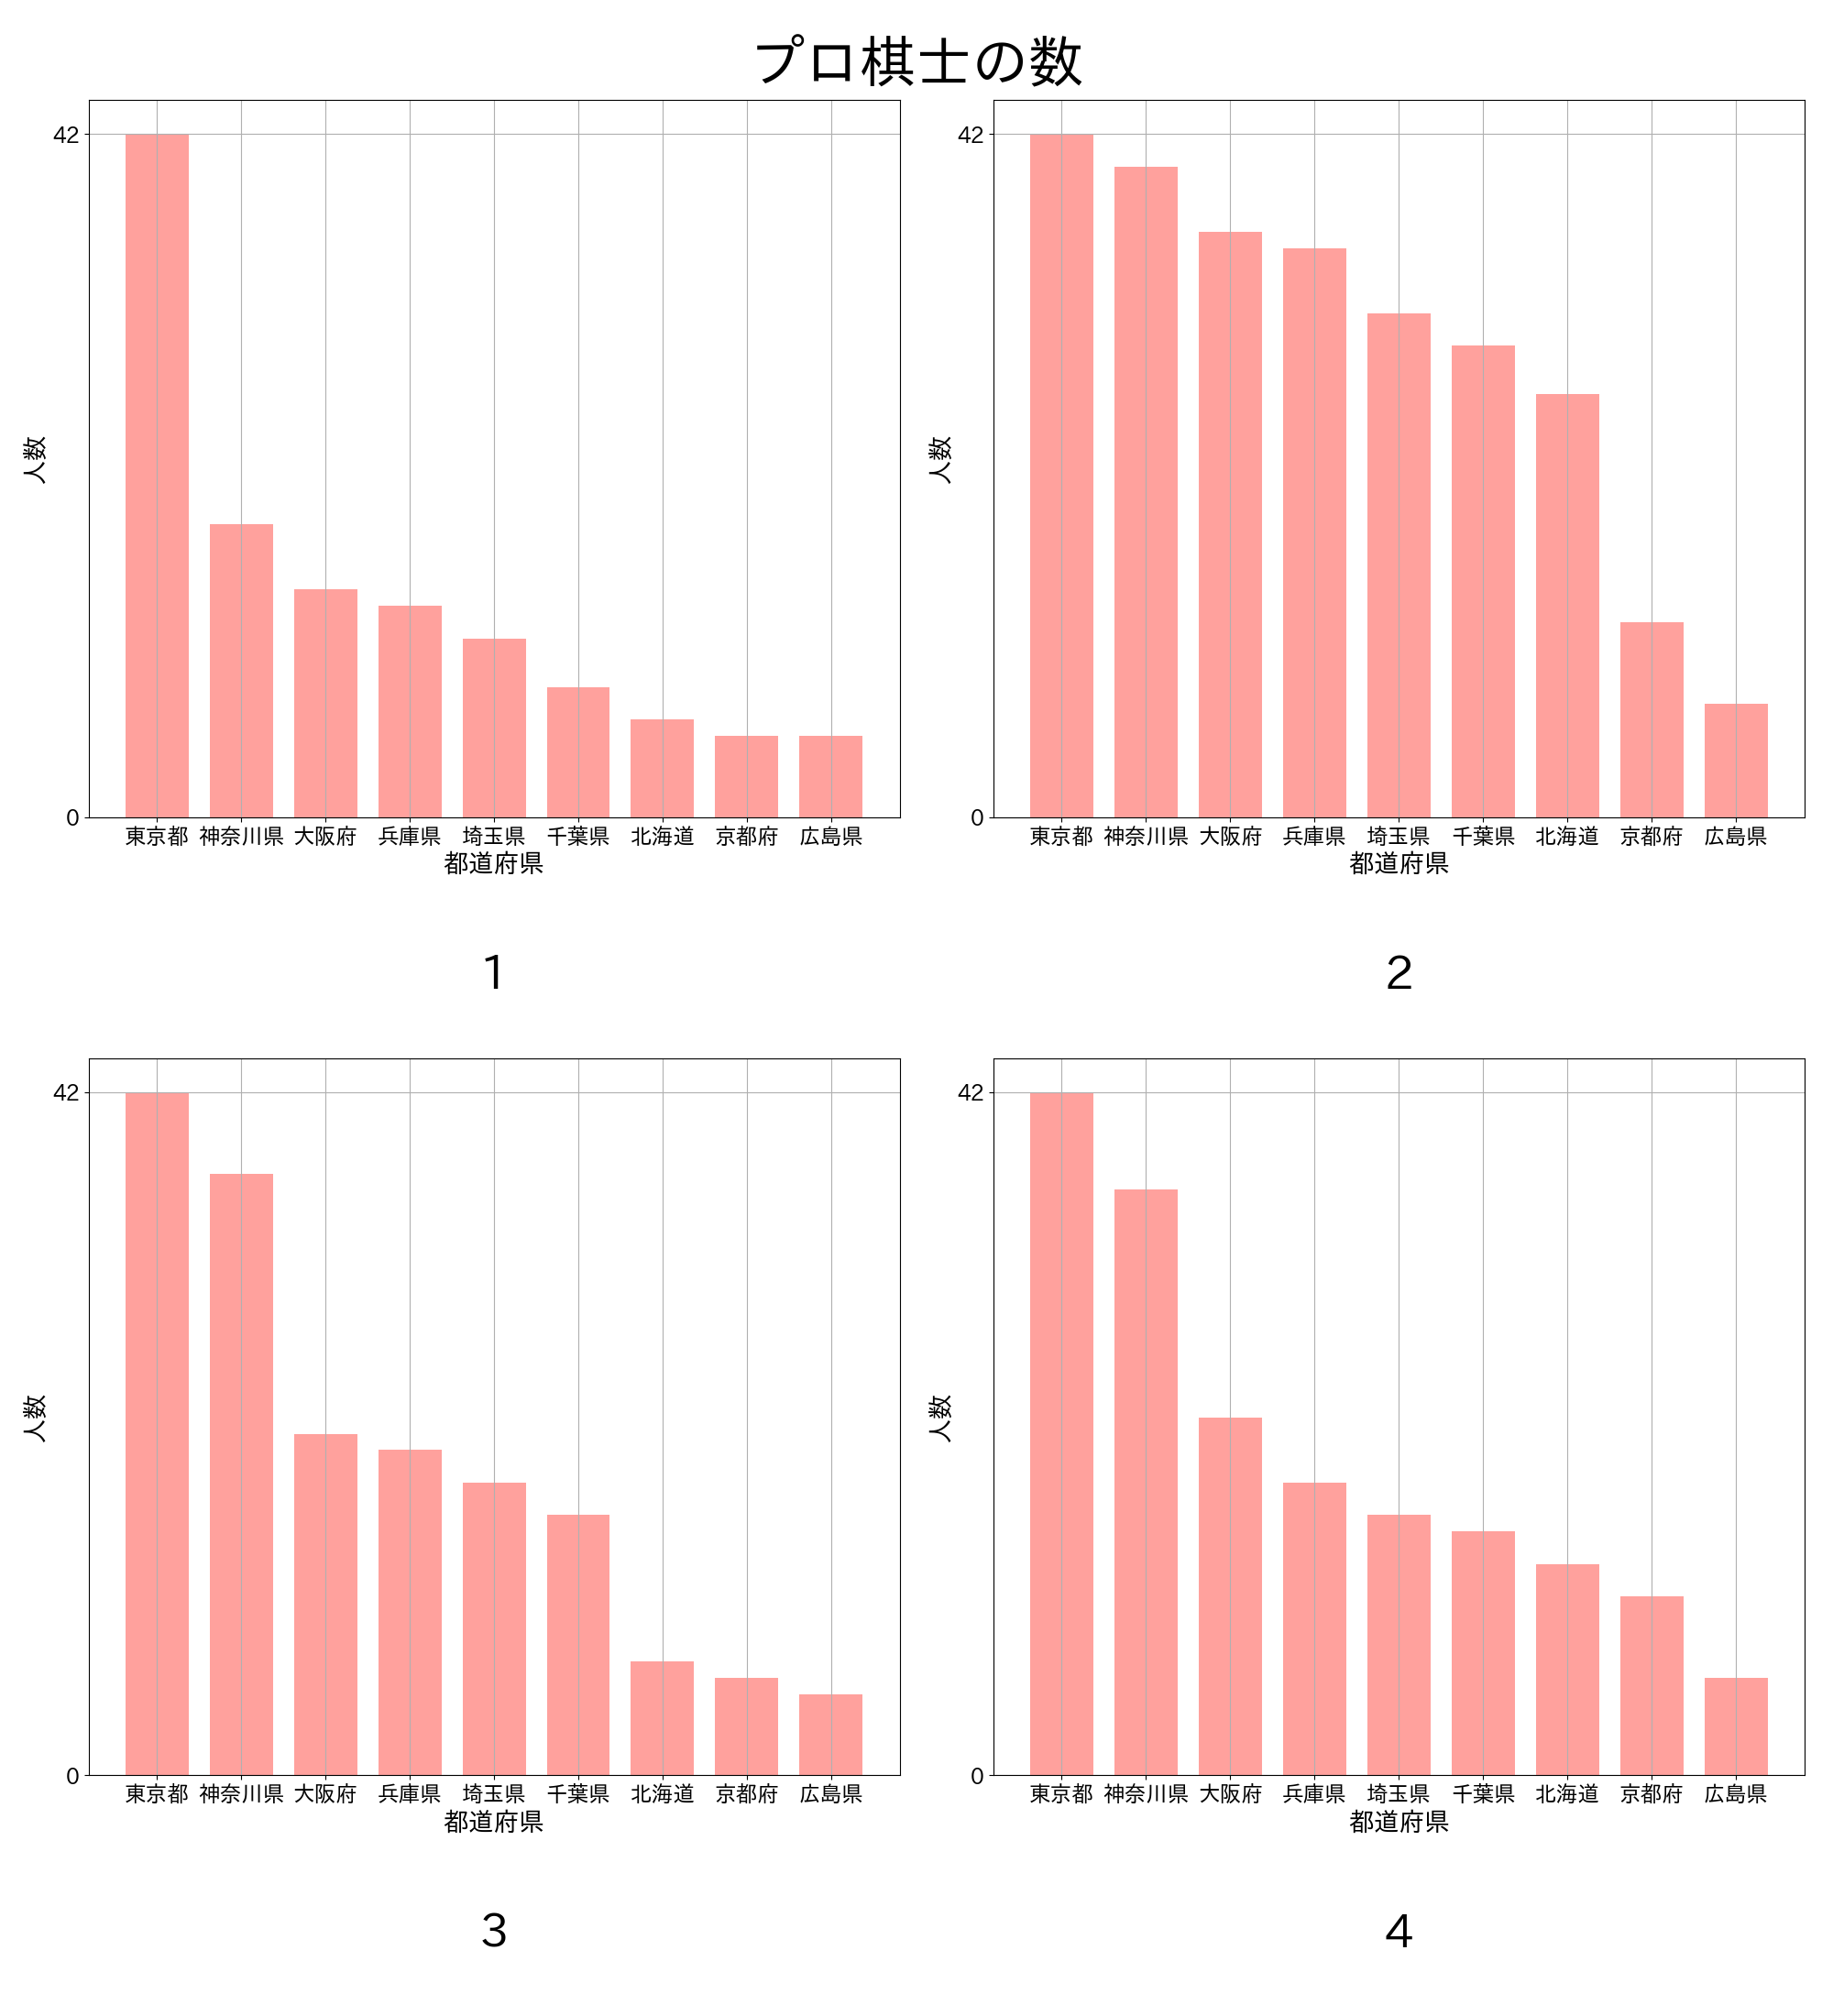 プロ棋士の数
42
0
人数
東京都 神奈川県 大阪府 兵庫県 埼玉県 千葉県 北海道 京都府 広島県
都道府県
1
42
0
人数
東京都 神奈川県 大阪府 兵庫県 埼玉県 千葉県 北海道 京都府 広島県
都道府県
2
42
0
人数
東京都 神奈川県 大阪府 兵庫県 埼玉県 千葉県 北海道 京都府 広島県
都道府県
3
42
0
人数
東京都 神奈川県 大阪府 兵庫県 埼玉県 千葉県 北海道 京都府 広島県
都道府県
4